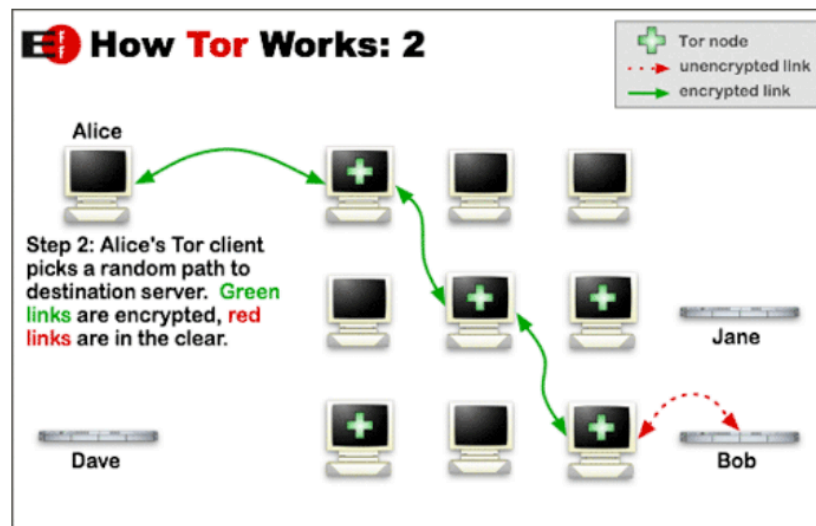 EFF How Tor Works: 2
Tor node
unencrypted link
encrypted link
Alice
Step 2: Alice's Tor client
picks a random path to
destination server. Green
links are encrypted, red
links are in the clear.
Jane
Dave
Bob